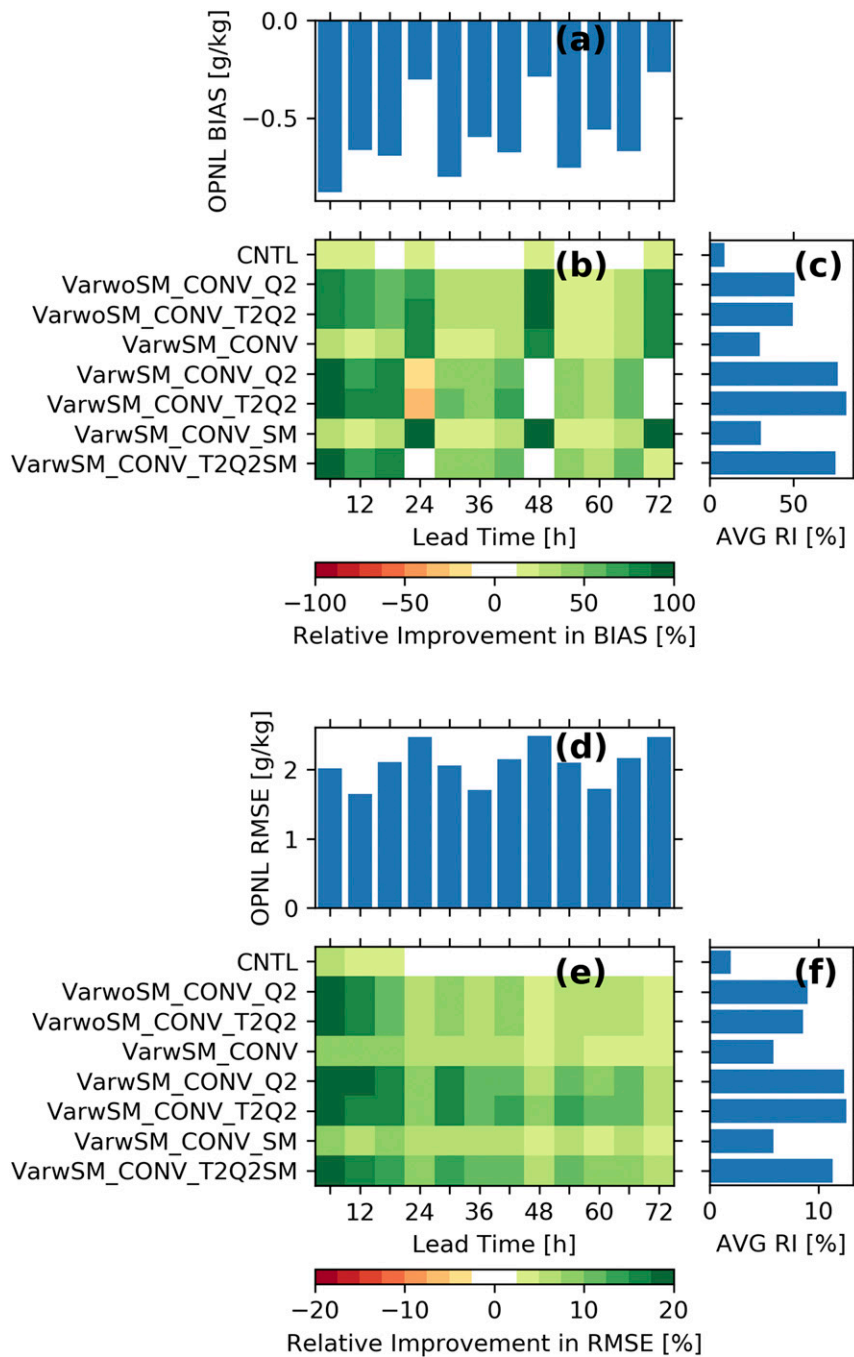 0.0
(a)
−0.5
OPNL BIAS [g/kg]
CNTL
VarwoSM_CONV_Q2
VarwoSM_CONV_T2Q2
VarwSM_CONV
VarwSM_CONV_Q2
VarwSM_CONV_T2Q2
VarwSM_CONV_SM
VarwSM_CONV_T2Q2SM
(b)
(c)
12 24 36 48 60 72
Lead Time [h]
0 50
AVG RI [%]
−100 −50 0 50 100
Relative Improvement in BIAS [%]
(d)
2
1
0
OPNL RMSE [g/kg]
CNTL
VarwoSM_CONV_Q2
VarwoSM_CONV_T2Q2
VarwSM_CONV
VarwSM_CONV_Q2
VarwSM_CONV_T2Q2
VarwSM_CONV_SM
VarwSM_CONV_T2Q2SM
(e)
(f)
12 24 36 48 60 72
Lead Time [h]
0 10
AVG RI [%]
−20 −10 0 10 20
Relative Improvement in RMSE [%]